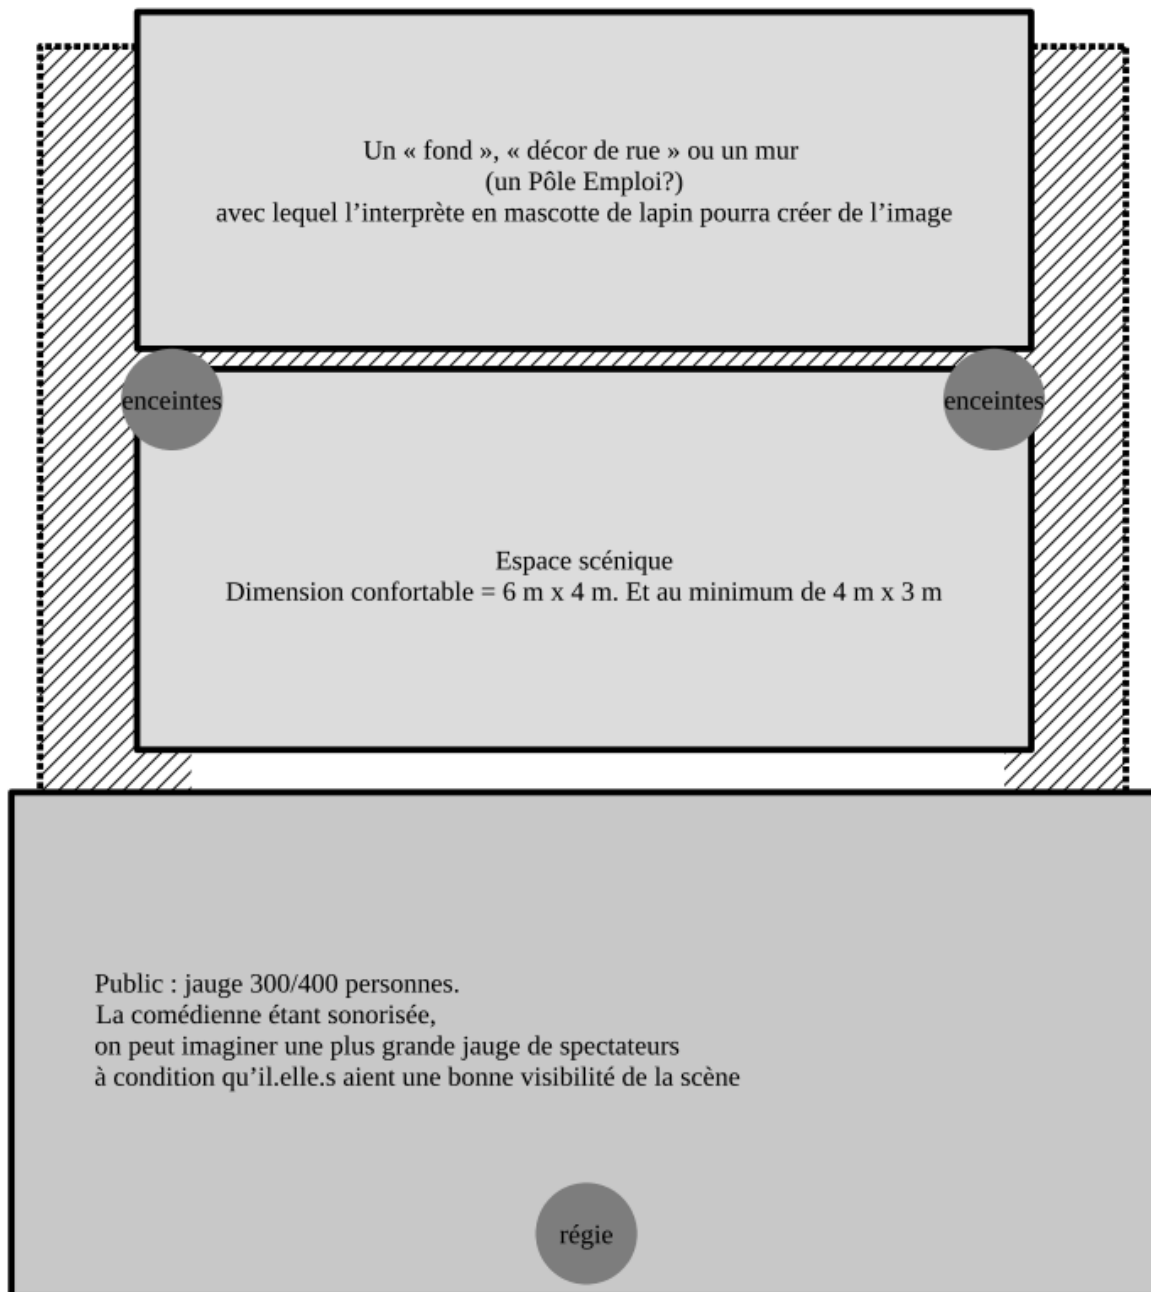 Un « fond », « décor de rue » ou un mur
(un Pôle Emploi?)
avec lequel l’interprète en mascotte de lapin pourra créer de l’image
enceintes
enceintes
Espace scénique
Dimension confortable = 6 m x 4 m. Et au minimum de 4 m x 3 m
Public : jauge 300/400 personnes.
La comédienne étant sonorisée,
on peut imaginer une plus grande jauge de spectateurs
à condition qu’il.elle.s aient une bonne visibilité de la scène
régie